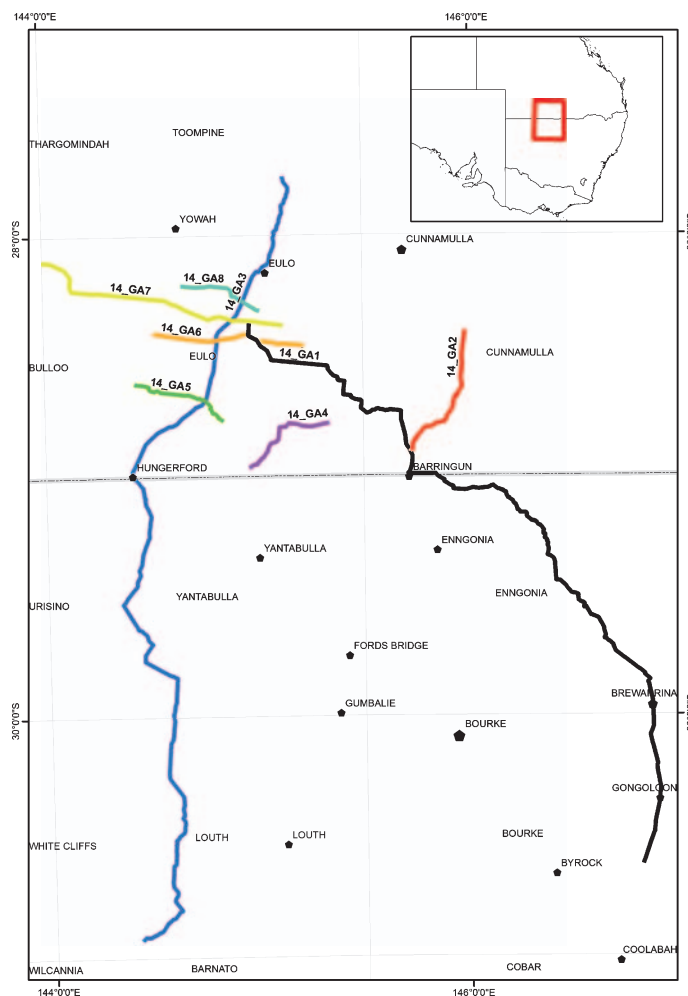 144°0'0"E
146°0'0"E
TOOMPINE
THARGOMINDAH
YOWAH
28°0'0"S
CUNNAMULLA
EULO
14_GA8
14_GA3
14_GA7
14_GA6
14_GA2
EULO
14_GA1
CUNNAMULLA
BULLOO
14_GA5
14_GA4
HUNGERFORD
BARRINGUN
ENNGONIA
YANTABULLA
YANTABULLA
ENNGONIA
URISINO
FORDS BRIDGE
BREWARRINA
GUMBALIE
30°0'0"S
BOURKE
GONGOLGON
LOUTH
LOUTH
BOURKE
WHITE CLIFFS
BYROCK
COOLABAH
WILCANNIA
BARNATO
COBAR
144°0'0"E
146°0'0"E